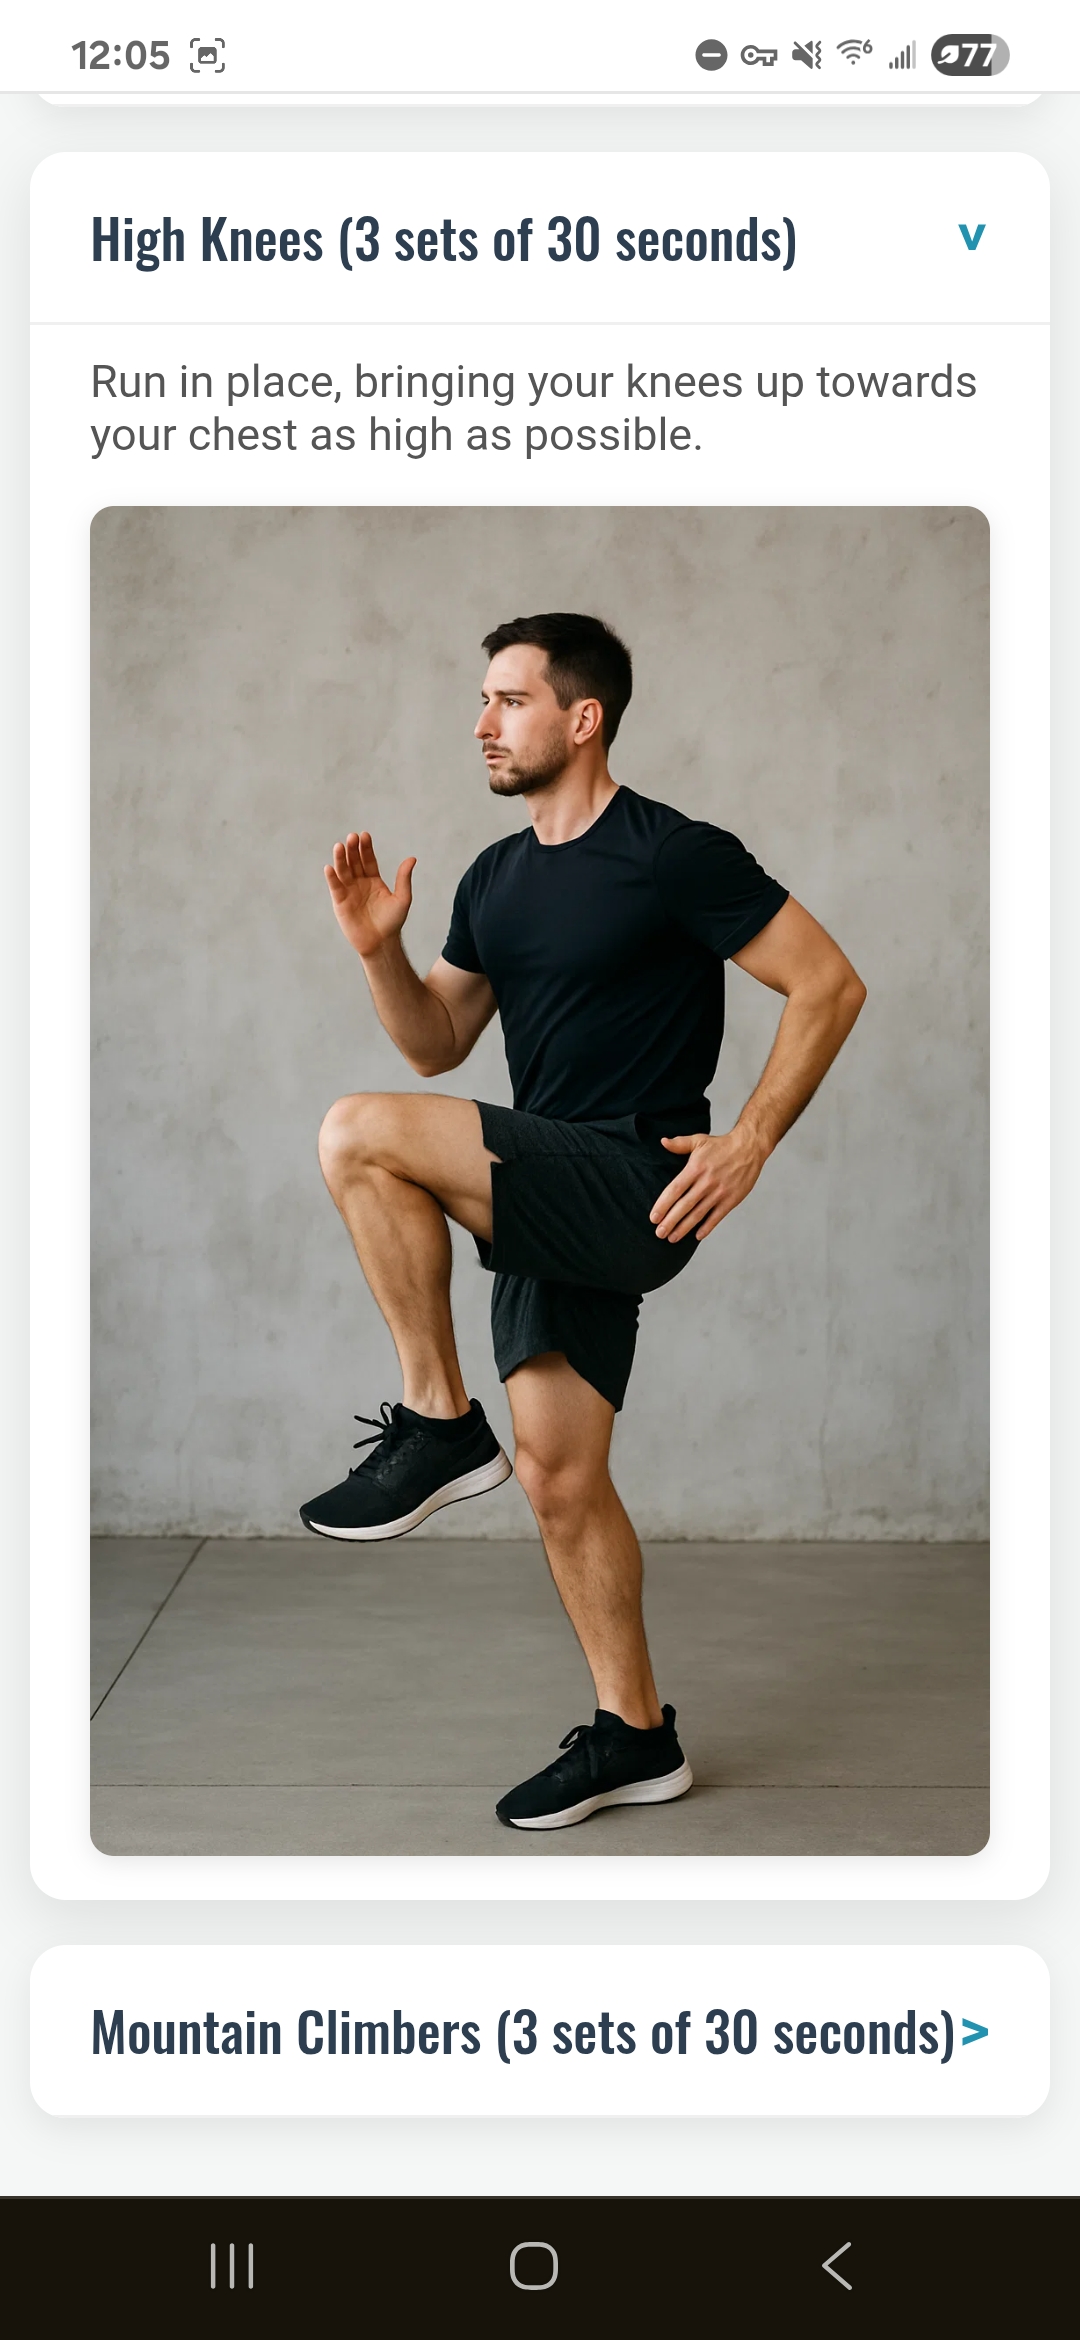 12:05
6
77
High Knees (3 sets of 30 seconds)
v
Run in place, bringing your knees up towards
your chest as high as possible.
Mountain Climbers (3 sets of 30 seconds) >